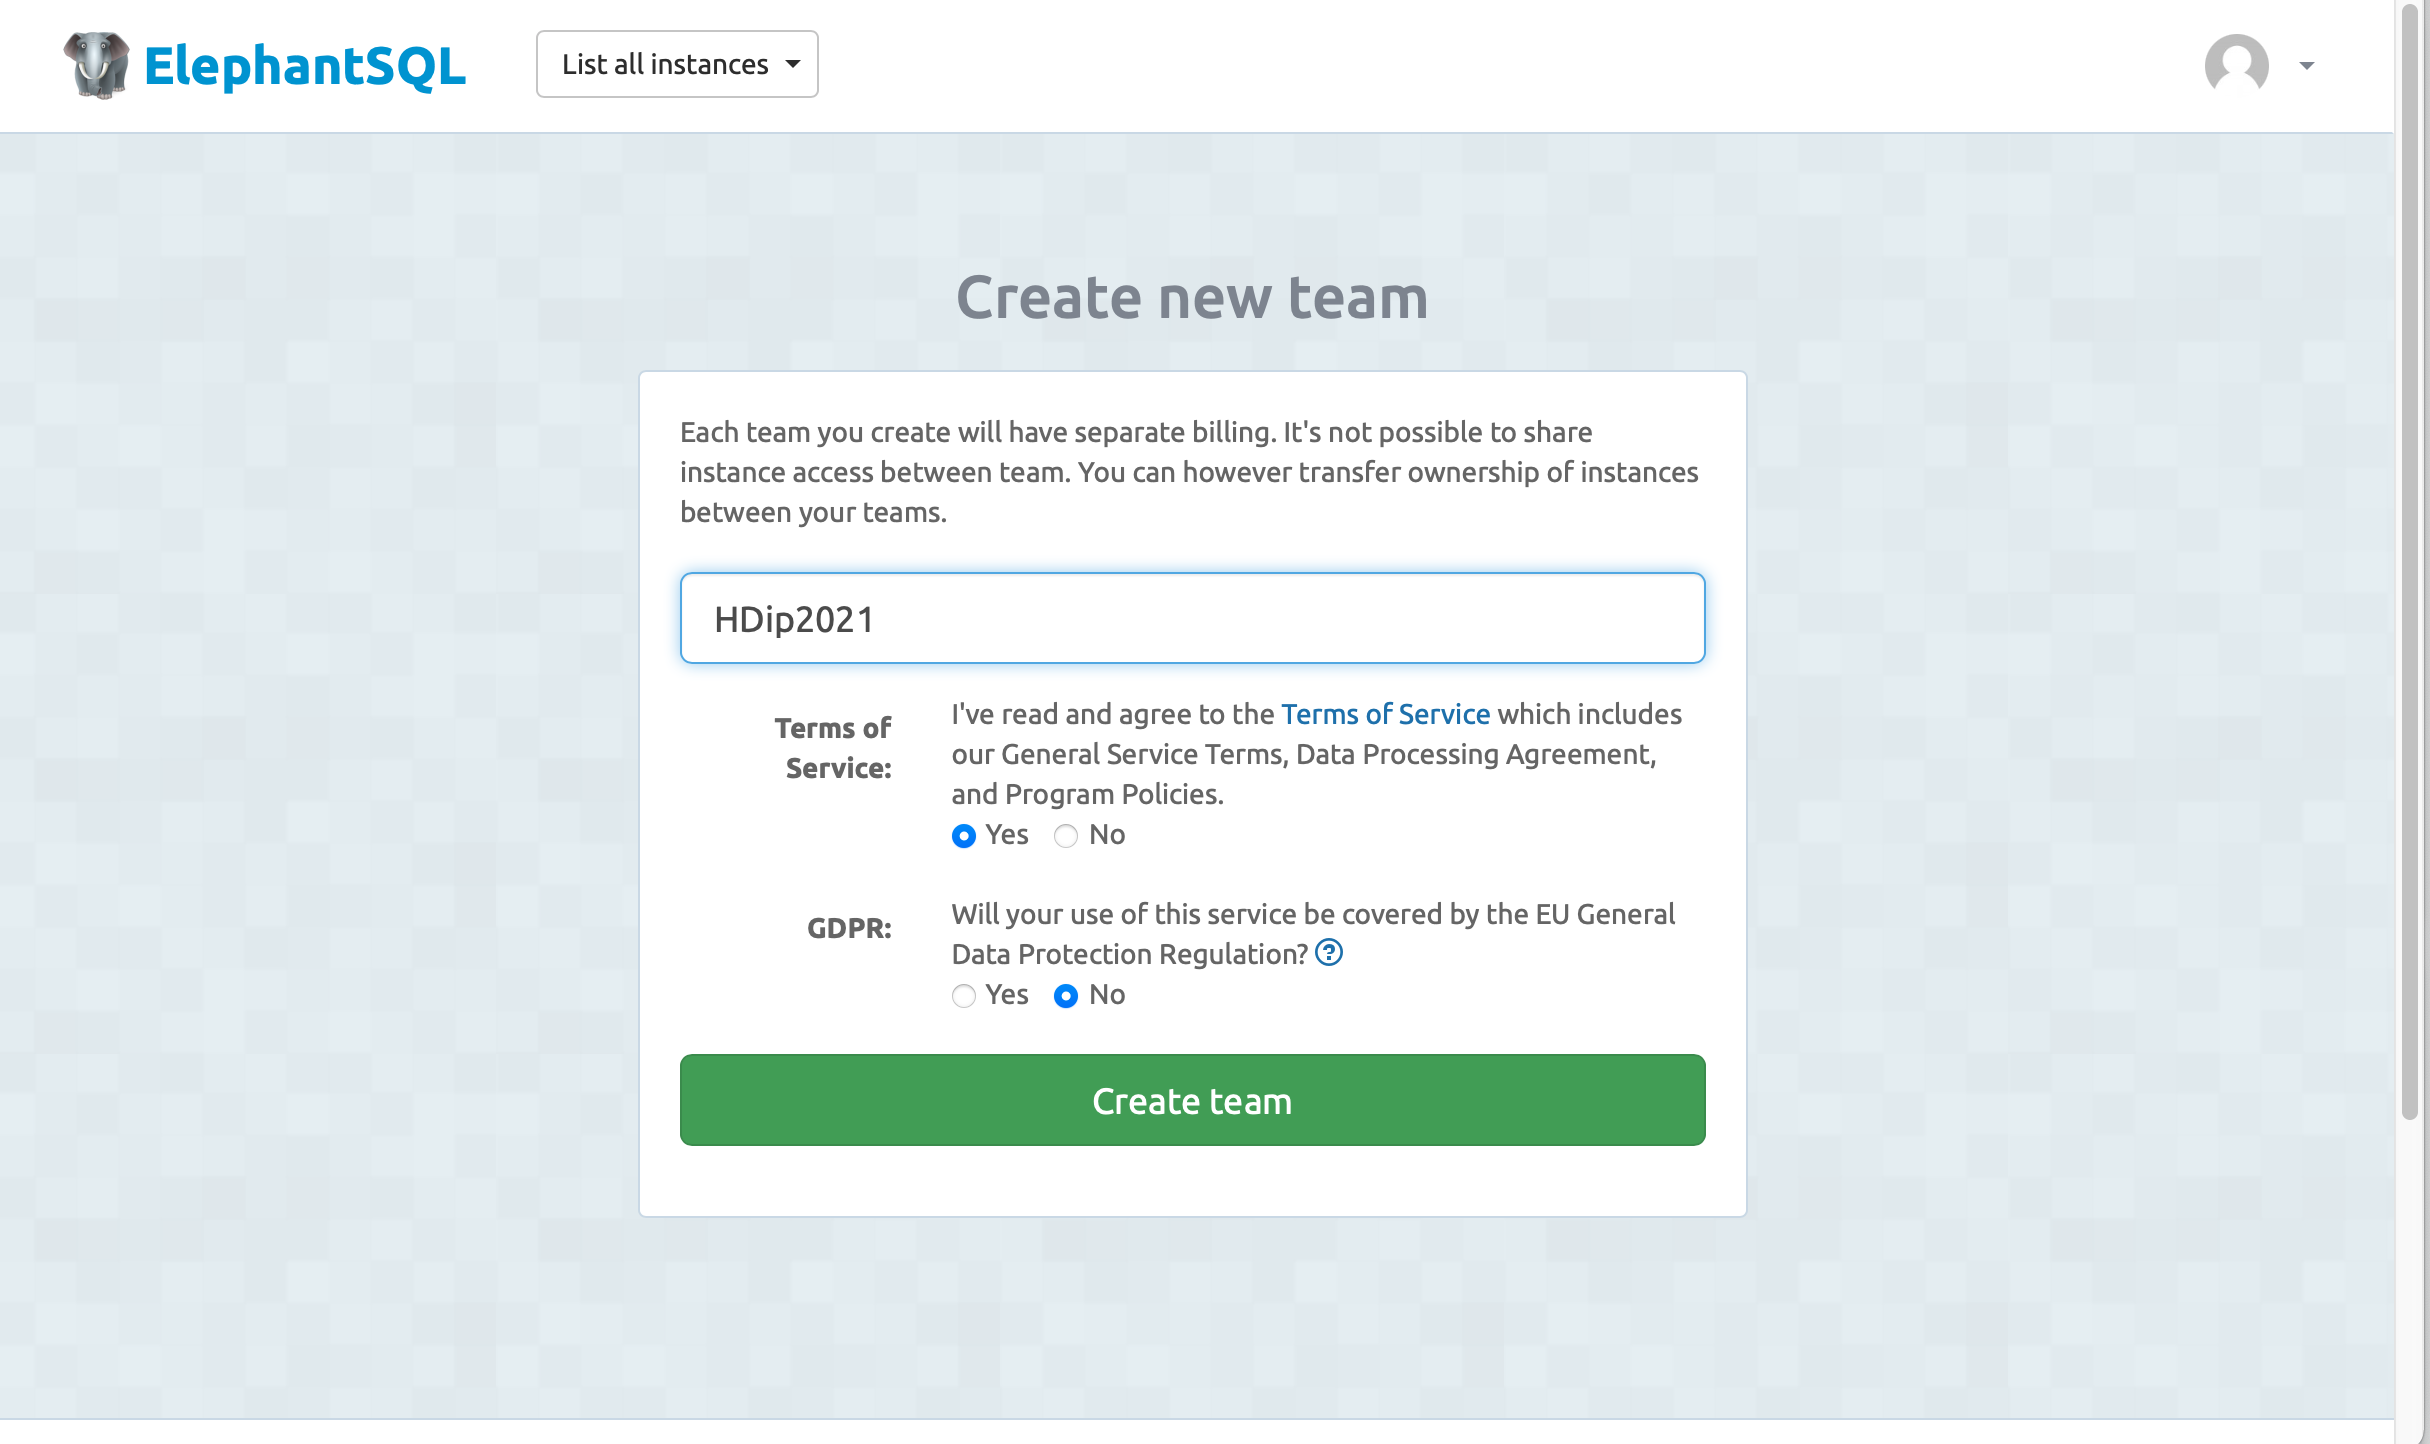 ElephantSQL
List all instances
Create new team
Each team you create will have separate billing. It's not possible to share
instance access between team. You can however transfer ownership of instances
between your teams.
HDip2021
Terms of
Service:
I've read and agree to the Terms of Service which includes
our General Service Terms, Data Processing Agreement,
and Program Policies.
Yes No
GDPR:
Will your use of this service be covered by the EU General
Data Protection Regulation? ?
Yes No
Create team